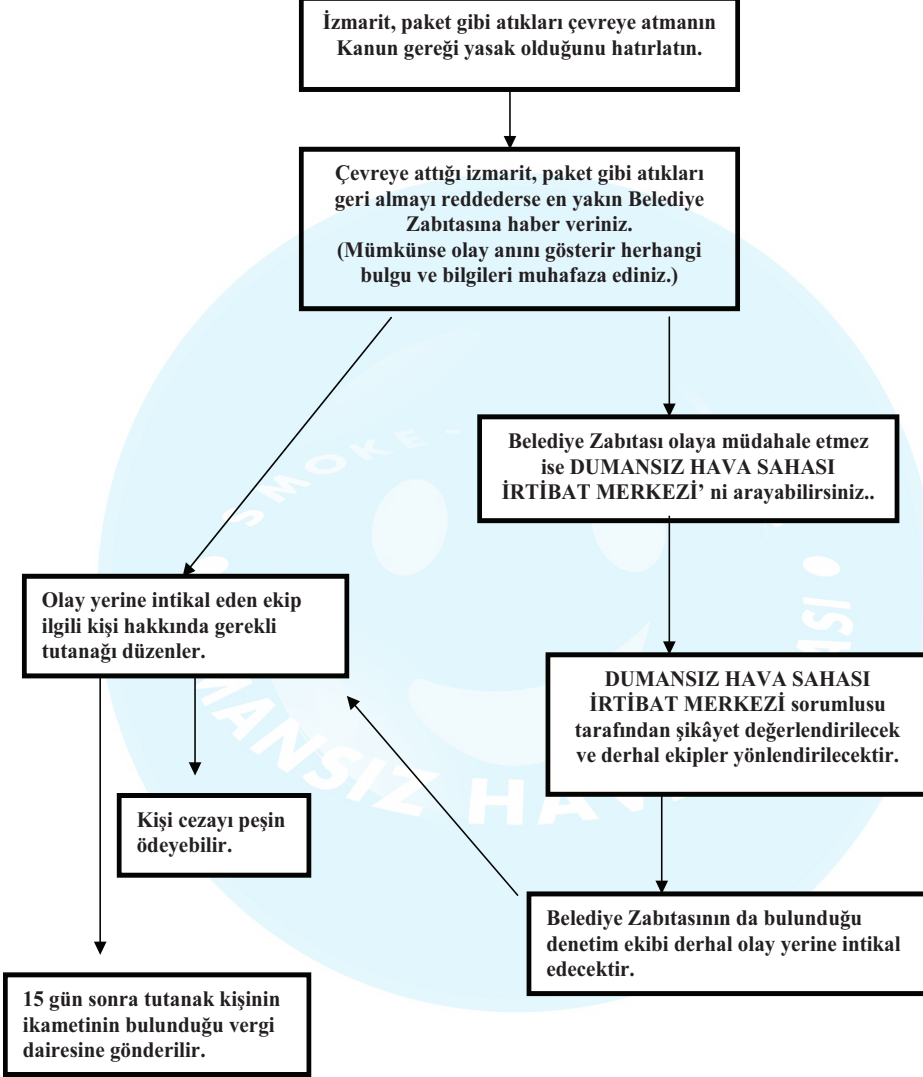 İzmarit, paket gibi atıkları çevreye atmanın
Kanun gereği yasak olduğunu hatırlatın.
Çevreye attığı izmarit, paket gibi atıkları
geri almayı reddederse en yakın Belediye
Zabıtasına haber veriniz.
(Mümkünse olay anını gösterir herhangi
bulgu ve bilgileri muhafaza ediniz.)
Belediye Zabıtası olaya müdahale etmez
ise DUMANSIZ HAVA SAHASI
İRTİBAT MERKEZİ’ ni arayabilirsiniz..
Olay yerine intikal eden ekip
ilgili kişi hakkında gerekli
tutanağı düzenler.
DUMANSIZ HAVA SAHASI
İRTİBAT MERKEZİ sorumlusu
tarafından şikâyet değerlendirilecek
ve derhal ekipler yönlendirilecektir.
Kişi cezayı peşin
ödeyebilir.
Belediye Zabıtasının da bulunduğu
denetim ekibi derhal olay yerine intikal
edecektir.
15 gün sonra tutanak kişinin
ikametinin bulunduğu vergi
dairesine gönderilir.
SMOKE-
MANSIZ HAV
ASI